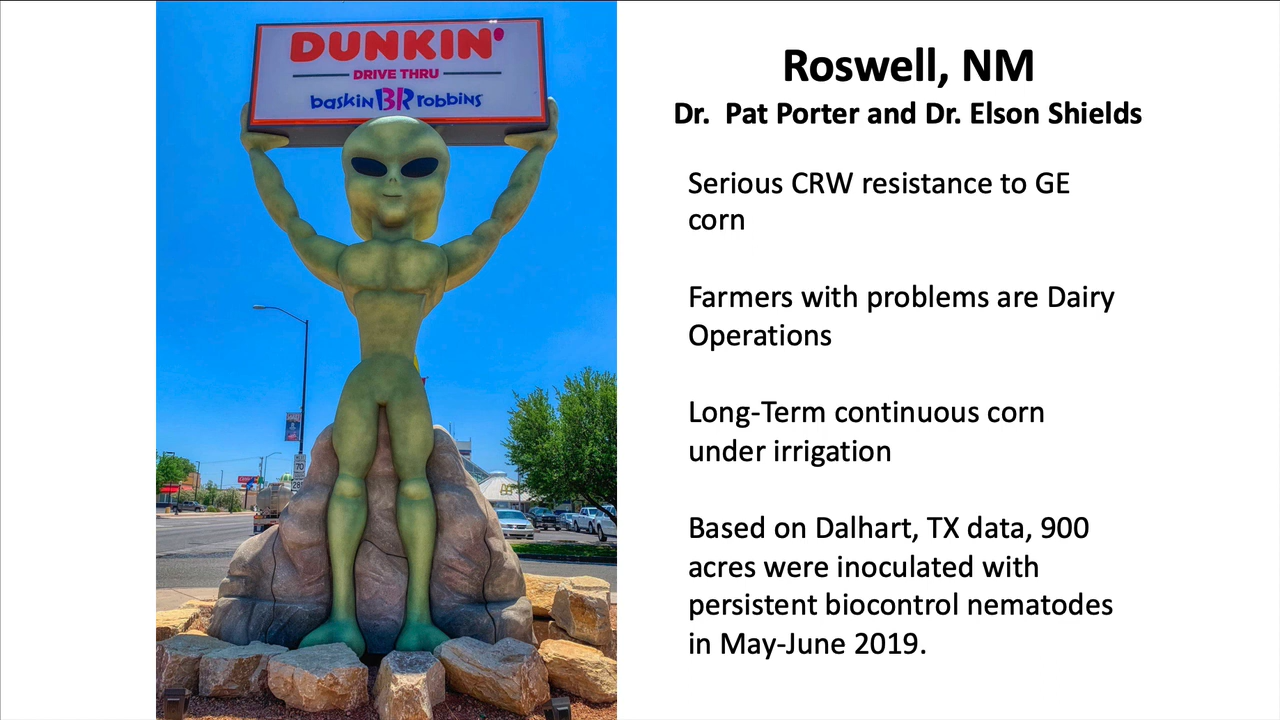 DUNKIN'
DRIVE THRU
baskin BR robbins
70
285
Roswell, NM
Dr.  Pat Porter and Dr. Elson Shields
Serious CRW resistance to GE
corn
Farmers with problems are Dairy
Operations
Long-Term continuous corn
under irrigation
Based on Dalhart, TX data, 900
acres were inoculated with
persistent biocontrol nematodes
in May-June 2019.